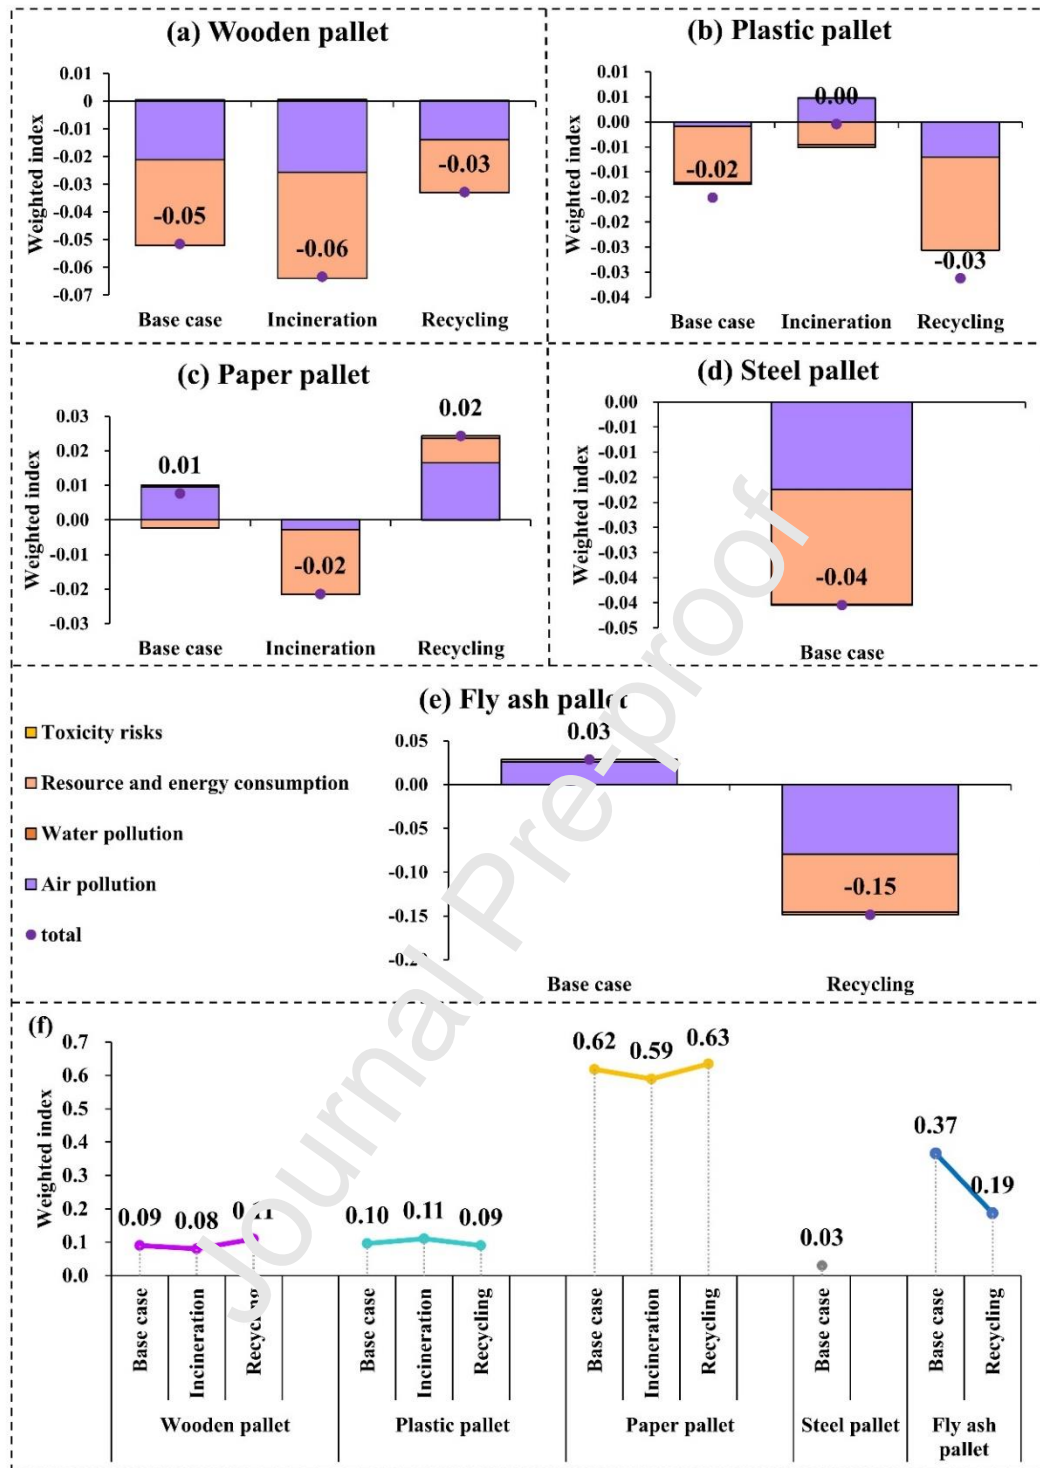 (a) Wooden pallet
Weighted index
0.01
0
-0.01
-0.02
-0.03
-0.04
-0.05
-0.06
-0.07
-0.05
-0.06
-0.03
Base case
Incineration
Recycling
(b) Plastic pallet
Weighted index
0.01
0.01
0.00
-0.01
-0.01
-0.02
-0.02
-0.03
-0.03
-0.04
-0.02
0.00
-0.03
Base case
Incineration
Recycling
(c) Paper pallet
Weighted index
0.03
0.02
0.01
0.00
-0.01
-0.02
-0.03
0.01
-0.02
0.02
Base case
Incineration
Recycling
(d) Steel pallet
Weighted index
0.00
-0.01
-0.01
-0.02
-0.02
-0.03
-0.03
-0.04
-0.04
-0.05
-0.04
Base case
(e) Fly ash pallet
Toxicity risks
Resource and energy consumption
Water pollution
Air pollution
total
0.05
0.00
-0.05
-0.10
-0.15
-0.20
0.03
-0.15
Base case
Recycling
(f)
Weighted index
0.7
0.6
0.5
0.4
0.3
0.2
0.1
0.0
0.09
0.08
0.11
0.10
0.11
0.09
0.62
0.59
0.63
0.03
0.37
0.19
Base case
Incineration
Recycling
Base case
Incineration
Recycling
Base case
Incineration
Recycling
Base case
Base case
Recycling
Wooden pallet
Plastic pallet
Paper pallet
Steel pallet
Fly ash
pallet
Journal Pre-proof